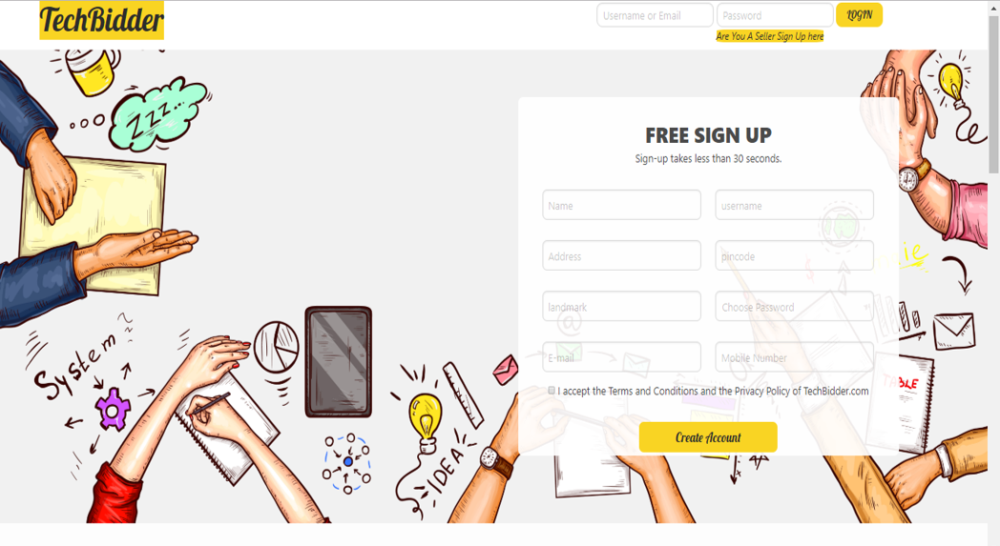 TechBidder
Username or Email Password LOGIN
Are You A Seller Sign Up here
Zzz...
FREE SIGN UP
Sign-up takes less than 30 seconds.
Name username
Address pincode
landmark Choose Password
E-mail Mobile Number
I accept the Terms and Conditions and the Privacy Policy of TechBidder.com
Create Account
System
IDEA
TABLE